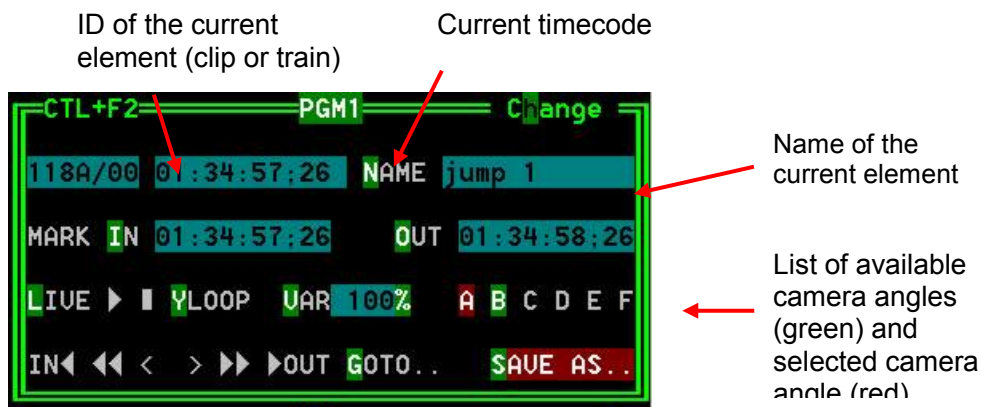 ID of the current
element (clip or train)
Current timecode
CTL+F2 PGM1 Change
118A/00 01:34:57:26 NAME jump 1
MARK IN 01:34:57:26 OUT 01:34:58:26
LIVE ▶ ■ YLOOP VAR 100% A B C D E F
IN◀ ◀◀ < > ▶▶ ▶OUT GOTO.. SAVE AS..
Name of the
current element
List of available
camera angles
(green) and
selected camera
angle (red)